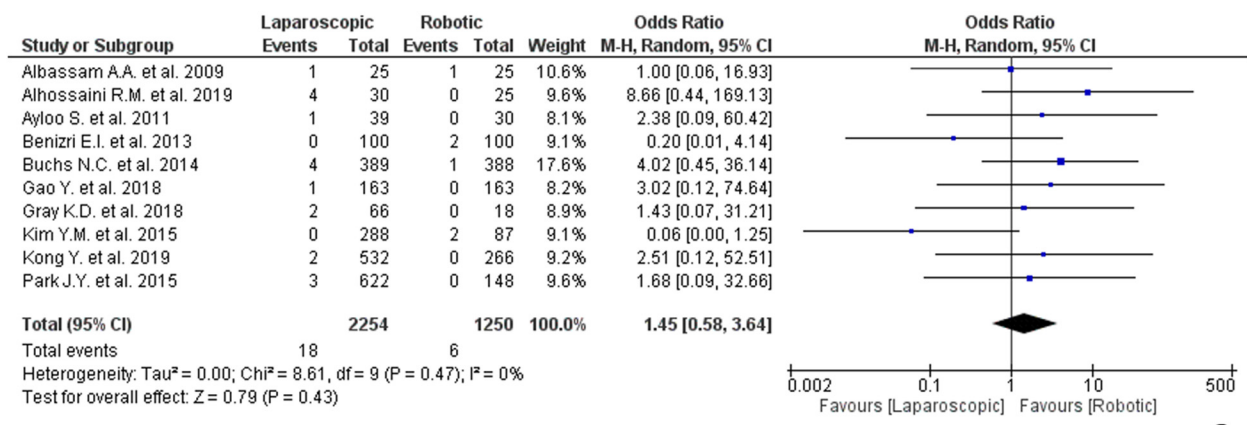 Laparoscopic Robotic Odds Ratio Odds Ratio
Study or Subgroup Events Total Events Total Weight M-H, Random, 95% CI M-H, Random, 95% CI
Albassam A.A. et al. 2009 1 25 1 25 10.6% 1.00 [0.06, 16.93]
Alhossaini R.M. et al. 2019 4 30 0 25 9.6% 8.66 [0.44, 169.13]
Ayloo S. et al. 2011 1 39 0 30 8.1% 2.38 [0.09, 60.42]
Benizri E.I. et al. 2013 0 100 2 100 9.1% 0.20 [0.01, 4.14]
Buchs N.C. et al. 2014 4 389 1 388 17.6% 4.02 [0.45, 36.14]
Gao Y. et al. 2018 1 163 0 163 8.2% 3.02 [0.12, 74.64]
Gray K.D. et al. 2018 2 66 0 18 8.9% 1.43 [0.07, 31.21]
Kim Y.M. et al. 2015 0 288 2 87 9.1% 0.06 [0.00, 1.25]
Kong Y. et al. 2019 2 532 0 266 9.2% 2.51 [0.12, 52.51]
Park J.Y. et al. 2015 3 622 0 148 9.6% 1.68 [0.09, 32.66]
Total (95% CI) 2254 1250 100.0% 1.45 [0.58, 3.64]
Total events 18 6
Heterogeneity: Tau² = 0.00; Chi² = 8.61, df = 9 (P = 0.47); I² = 0%
Test for overall effect: Z = 0.79 (P = 0.43)
0.002 0.1 1 10 500
Favours [Laparoscopic] Favours [Robotic]